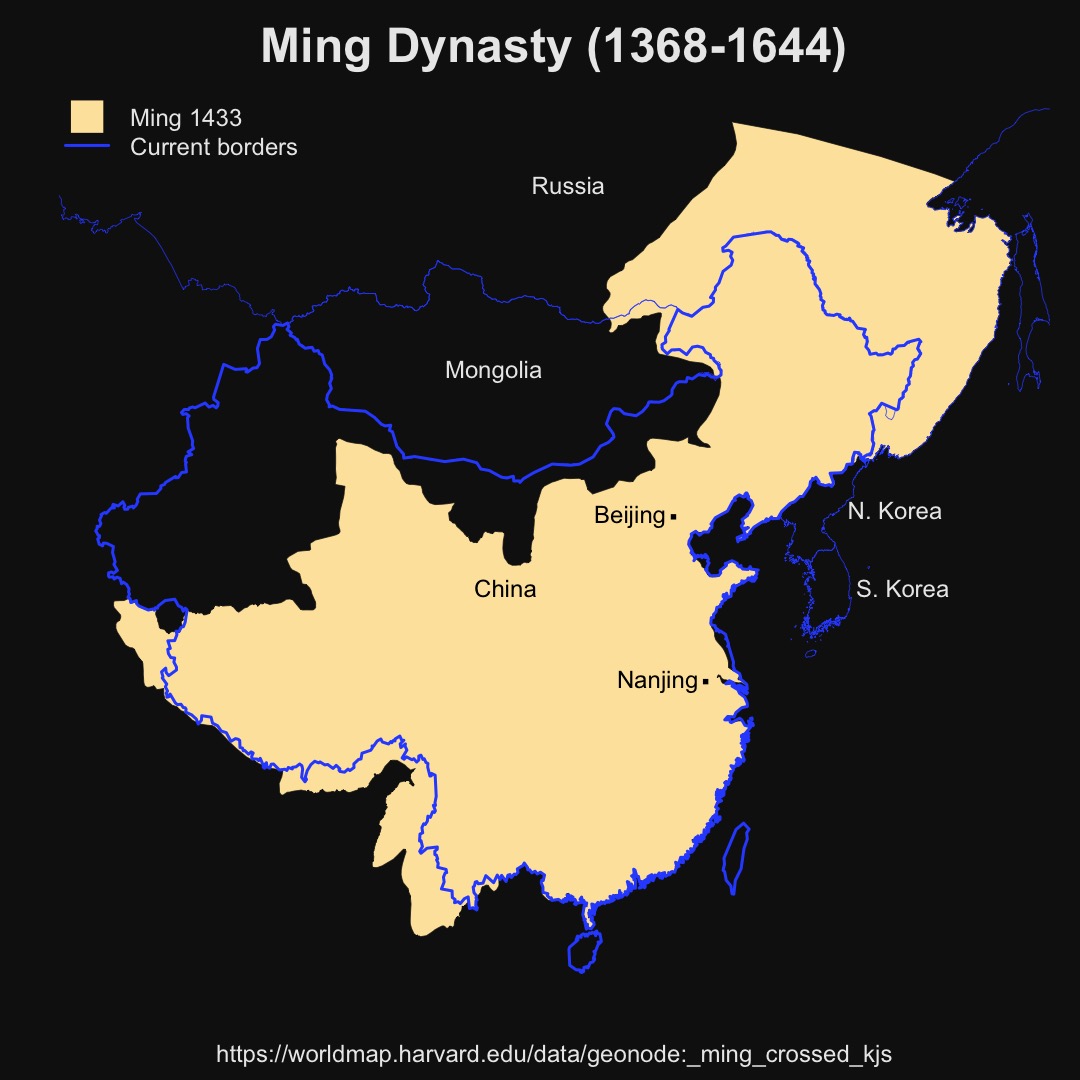 Ming Dynasty (1368-1644)
Ming 1433
Current borders
Russia
Mongolia
Beijing
N. Korea
China
S. Korea
Nanjing
https://worldmap.harvard.edu/data/geonode:_ming_crossed_kjs